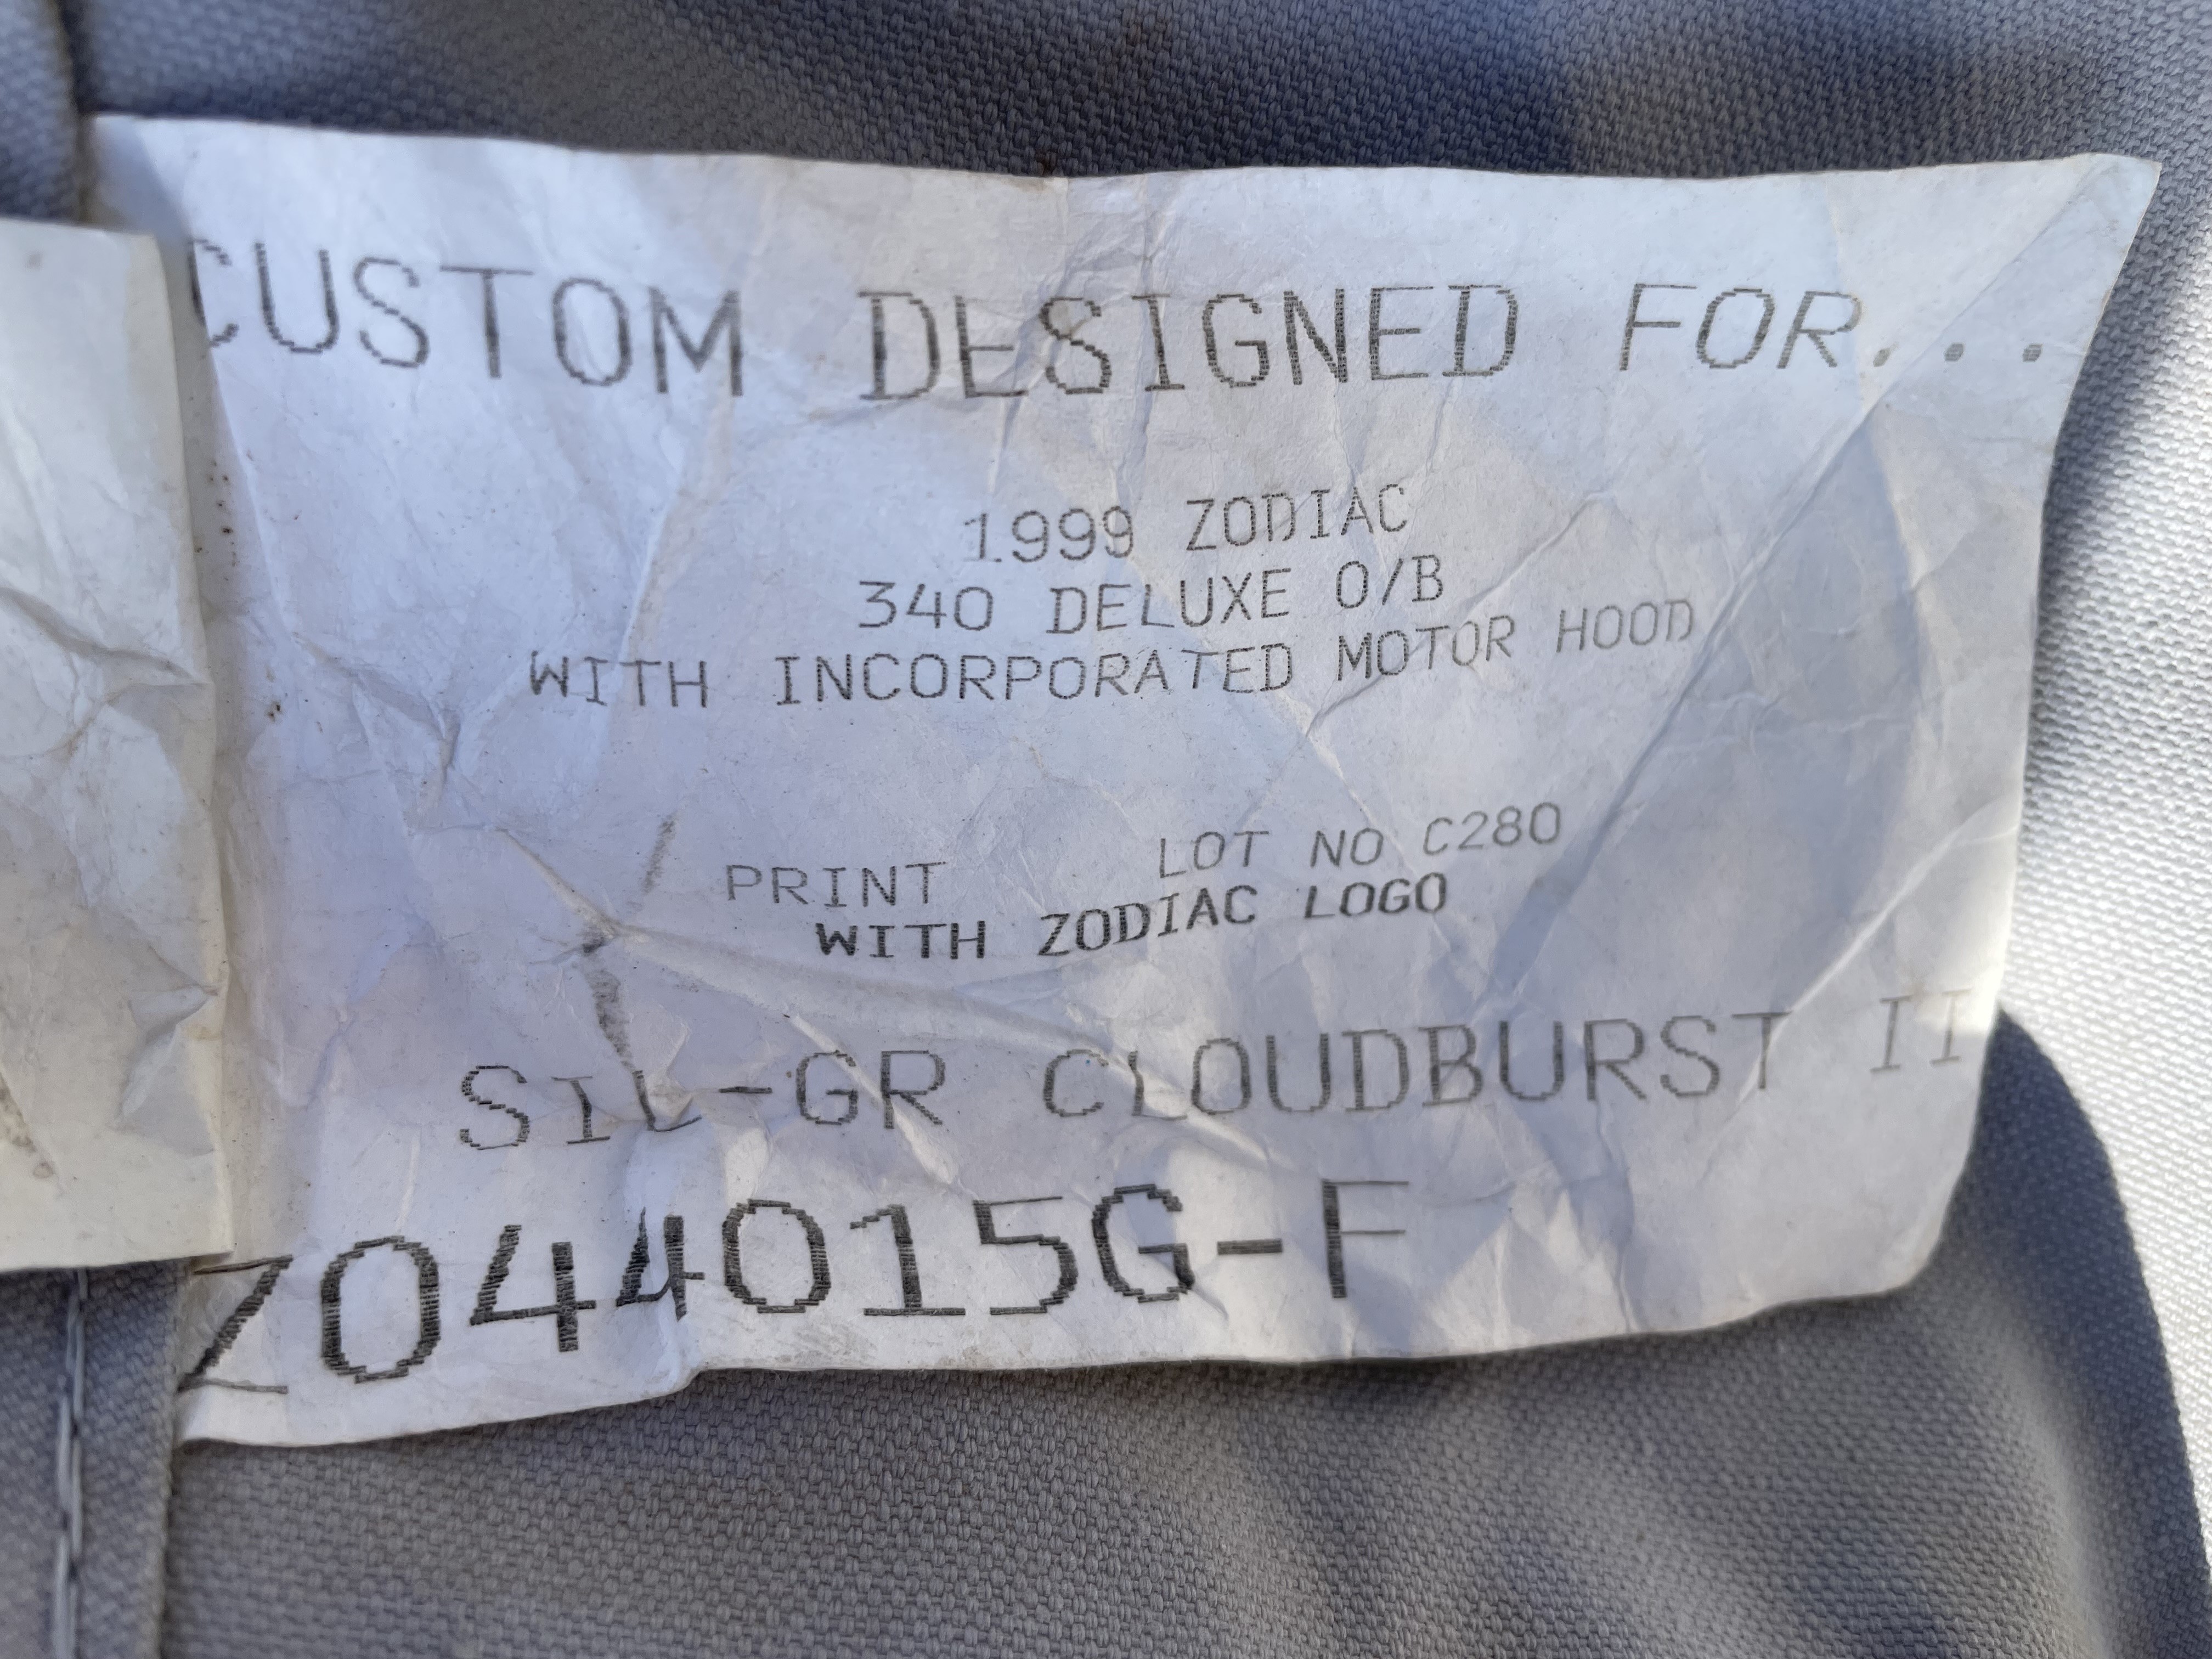 CUSTOM DESIGNED FOR...
1999 ZODIAC
340 DELUXE O/B
WITH INCORPORATED MOTOR HOOD
PRINT LOT NO C280
WITH ZODIAC LOGO
SIL-GR CLOUDBURST II
Z044015G-F